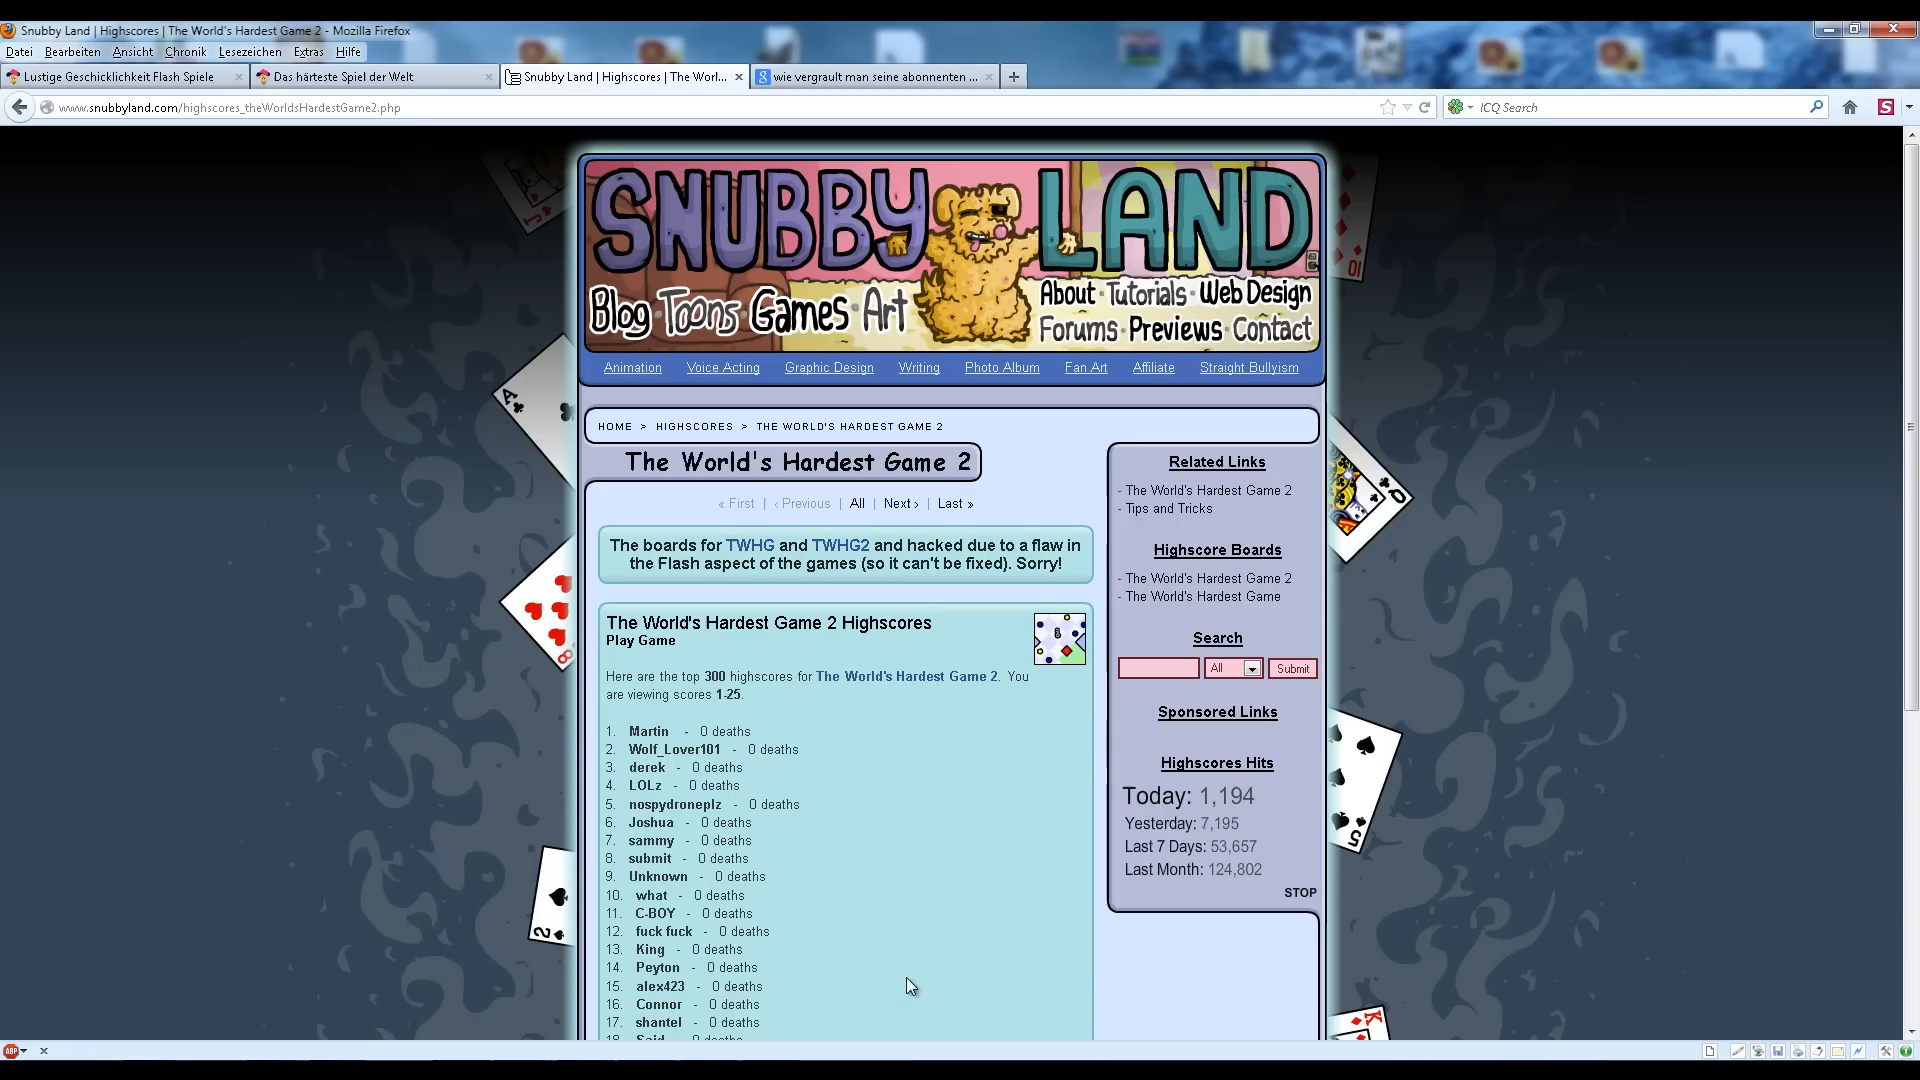 Snubby Land | Highscores | The World's Hardest Game 2 - Mozilla Firefox
Datei Bearbeiten Ansicht Chronik Lesezeichen Extras Hilfe
Lustige Geschicklichkeit Flash Spiele
Das härteste Spiel der Welt
Snubby Land | Highscores | The Worl...
wie vergrault man seine abonnenten ...
www.snubbyland.com/highscores_theWorldsHardestGame2.php
ICQ Search
SNUBBY LAND
Blog · Toons · Games · Art
About · Tutorials · Web Design
Forums · Previews · Contact
Animation Voice Acting Graphic Design Writing Photo Album Fan Art Affiliate Straight Bullyism
HOME > HIGHSCORES > THE WORLD'S HARDEST GAME 2
The World's Hardest Game 2
« First | ‹ Previous | All | Next › | Last »
The boards for TWHG and TWHG2 and hacked due to a flaw in
the Flash aspect of the games (so it can't be fixed). Sorry!
The World's Hardest Game 2 Highscores
Play Game
Here are the top 300 highscores for The World's Hardest Game 2. You
are viewing scores 1-25.
1. Martin - 0 deaths
2. Wolf_Lover101 - 0 deaths
3. derek - 0 deaths
4. LOLz - 0 deaths
5. nospydroneplz - 0 deaths
6. Joshua - 0 deaths
7. sammy - 0 deaths
8. submit - 0 deaths
9. Unknown - 0 deaths
10. what - 0 deaths
11. C-BOY - 0 deaths
12. fuck fuck - 0 deaths
13. King - 0 deaths
14. Peyton - 0 deaths
15. alex423 - 0 deaths
16. Connor - 0 deaths
17. shantel - 0 deaths
18. Said - 0 deaths
Related Links
- The World's Hardest Game 2
- Tips and Tricks
Highscore Boards
- The World's Hardest Game 2
- The World's Hardest Game
Search
All Submit
Sponsored Links
Highscores Hits
Today: 1,194
Yesterday: 7,195
Last 7 Days: 53,657
Last Month: 124,802
STOP
A
8
2
10
Q
5
K
ABP